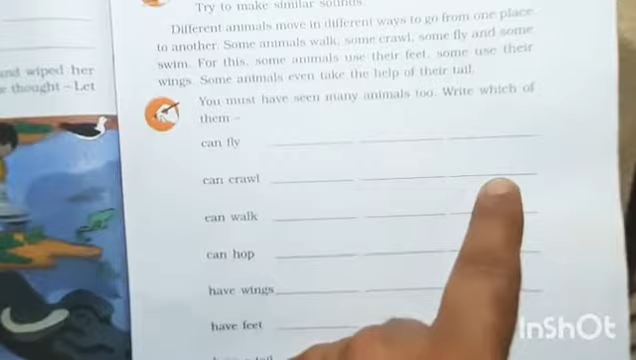 Try to make similar sounds.
Different animals move in different ways to go from one place
to another. Some animals walk, some crawl, some fly and some
swim. For this, some animals use their feet, some use their
wings. Some animals even take the help of their tail.
and wiped her
thought – Let
You must have seen many animals too. Write which of
them –
can fly
can crawl
can walk
can hop
have wings
have feet
tail
InShOt